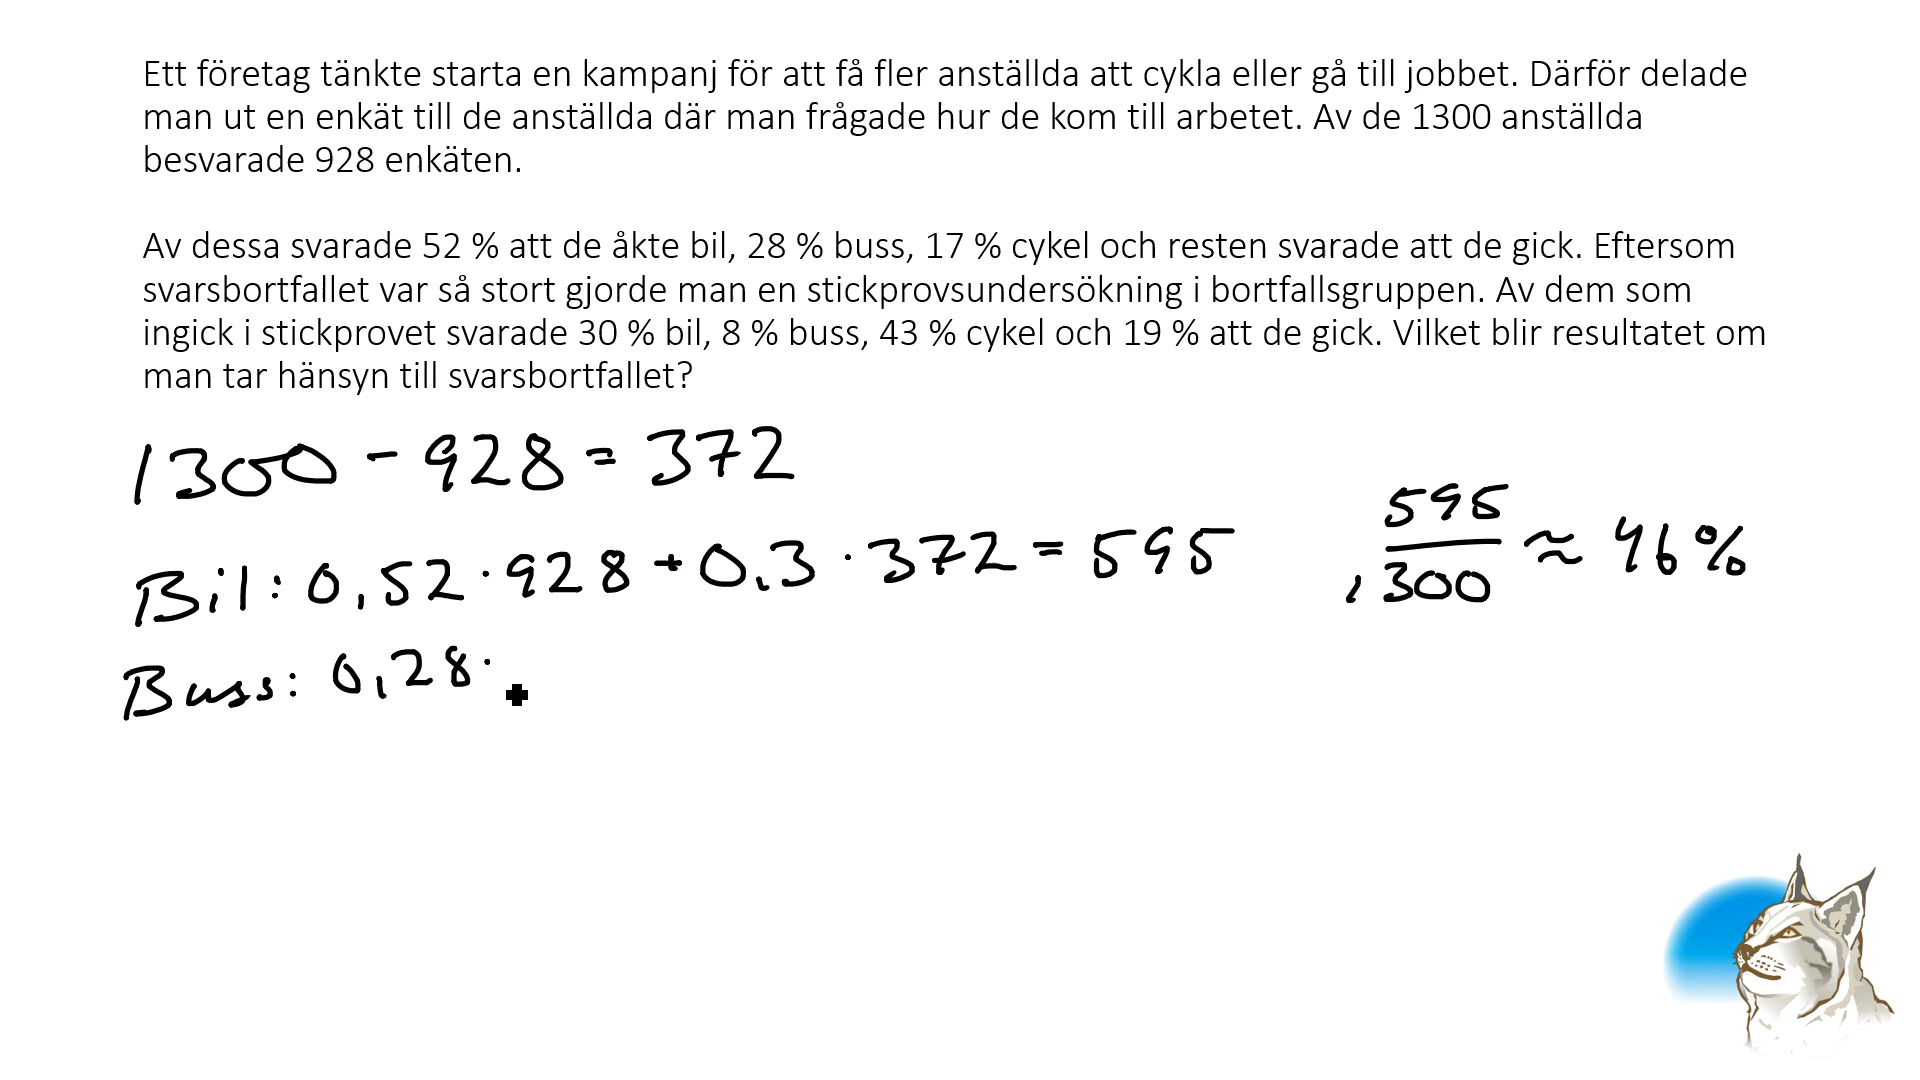 Ett företag tänkte starta en kampanj för att få fler anställda att cykla eller gå till jobbet. Därför delade
man ut en enkät till de anställda där man frågade hur de kom till arbetet. Av de 1300 anställda
besvarade 928 enkäten.
Av dessa svarade 52 % att de åkte bil, 28 % buss, 17 % cykel och resten svarade att de gick. Eftersom
svarsbortfallet var så stort gjorde man en stickprovsundersökning i bortfallsgruppen. Av dem som
ingick i stickprovet svarade 30 % bil, 8 % buss, 43 % cykel och 19 % att de gick. Vilket blir resultatet om
man tar hänsyn till svarsbortfallet?
1300 - 928 = 372
Bil: 0,52 · 928 + 0,3 · 372 = 595
595
1300
≈ 46%
Buss: 0,28 ·